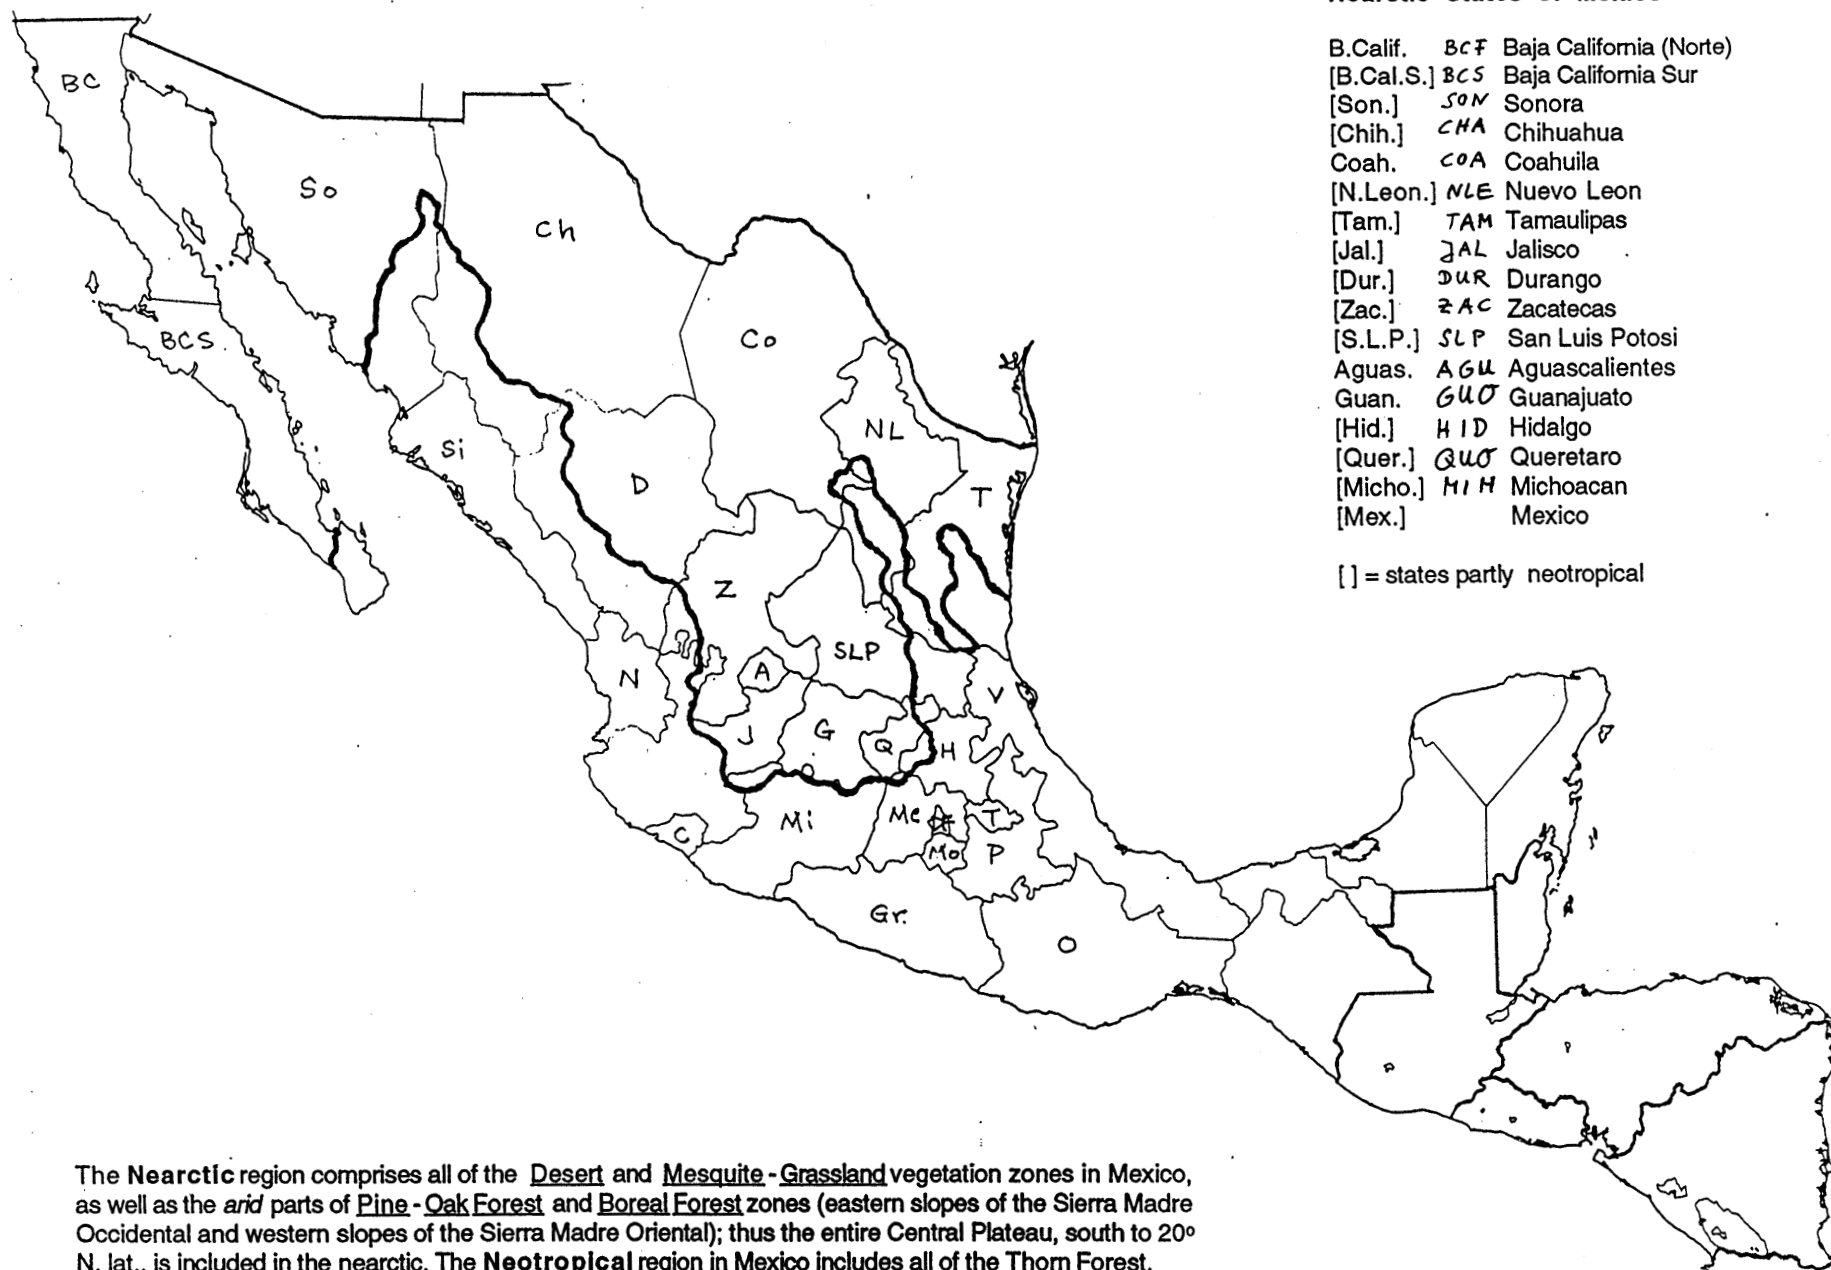 B.Calif. BCF Baja California (Norte)
[B.Cal.S.] BCS Baja California Sur
[Son.] SON Sonora
[Chih.] CHA Chihuahua
Coah. COA Coahuila
[N.Leon.] NLE Nuevo Leon
[Tam.] TAM Tamaulipas
[Jal.] JAL Jalisco
[Dur.] DUR Durango
[Zac.] ZAC Zacatecas
[S.L.P.] SLP San Luis Potosi
Aguas. AGU Aguascalientes
Guan. GUO Guanajuato
[Hid.] HID Hidalgo
[Quer.] QUO Queretaro
[Micho.] MIH Michoacan
[Mex.] Mexico
[ ] = states partly neotropical
BC
So
Ch
BCS
Co
NL
Si
D
T
Z
SLP
A
N
V
J
G
Q
H
Mi
Me
DF
T
C
Mo
P
Gr.
O
The Nearctic region comprises all of the Desert and Mesquite - Grassland vegetation zones in Mexico,
as well as the arid parts of Pine - Oak Forest and Boreal Forest zones (eastern slopes of the Sierra Madre
Occidental and western slopes of the Sierra Madre Oriental); thus the entire Central Plateau, south to 20º
N. lat., is included in the nearctic. The Neotropical region in Mexico includes all of the Thorn Forest,